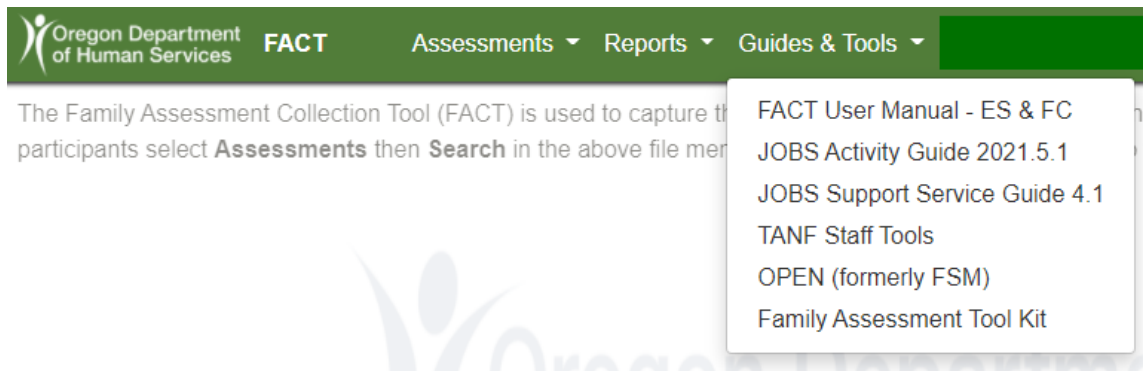 Oregon Department
of Human Services
FACT Assessments Reports Guides & Tools
The Family Assessment Collection Tool (FACT) is used to capture
participants select Assessments then Search in the above file
FACT User Manual - ES & FC
JOBS Activity Guide 2021.5.1
JOBS Support Service Guide 4.1
TANF Staff Tools
OPEN (formerly FSM)
Family Assessment Tool Kit
Oregon